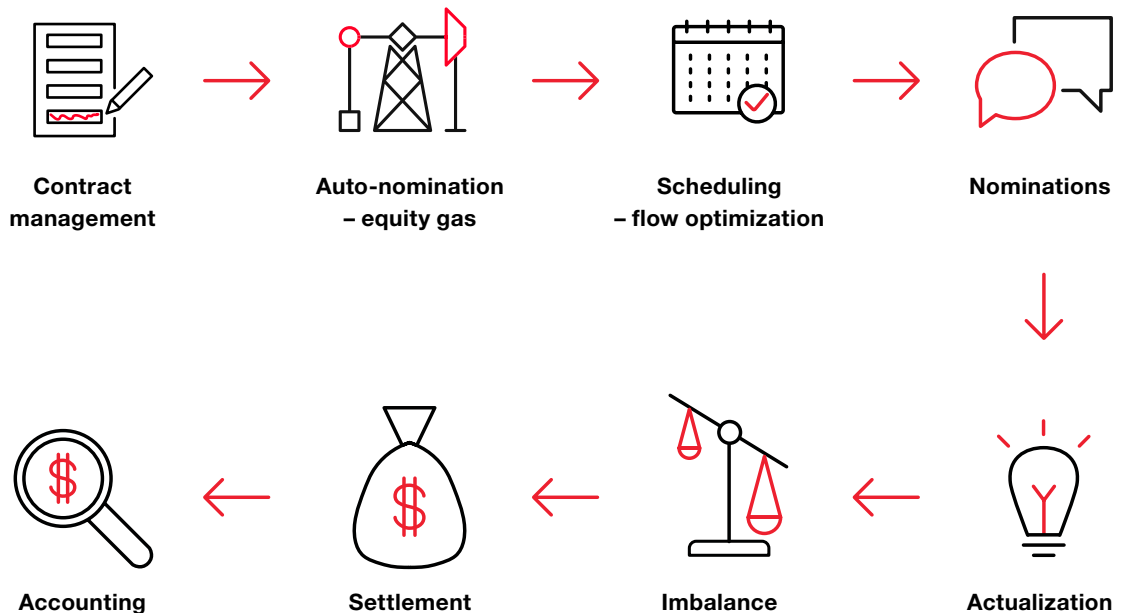 Contract
management
Auto-nomination
– equity gas
Scheduling
– flow optimization
Nominations
Actualization
Imbalance
Settlement
Accounting